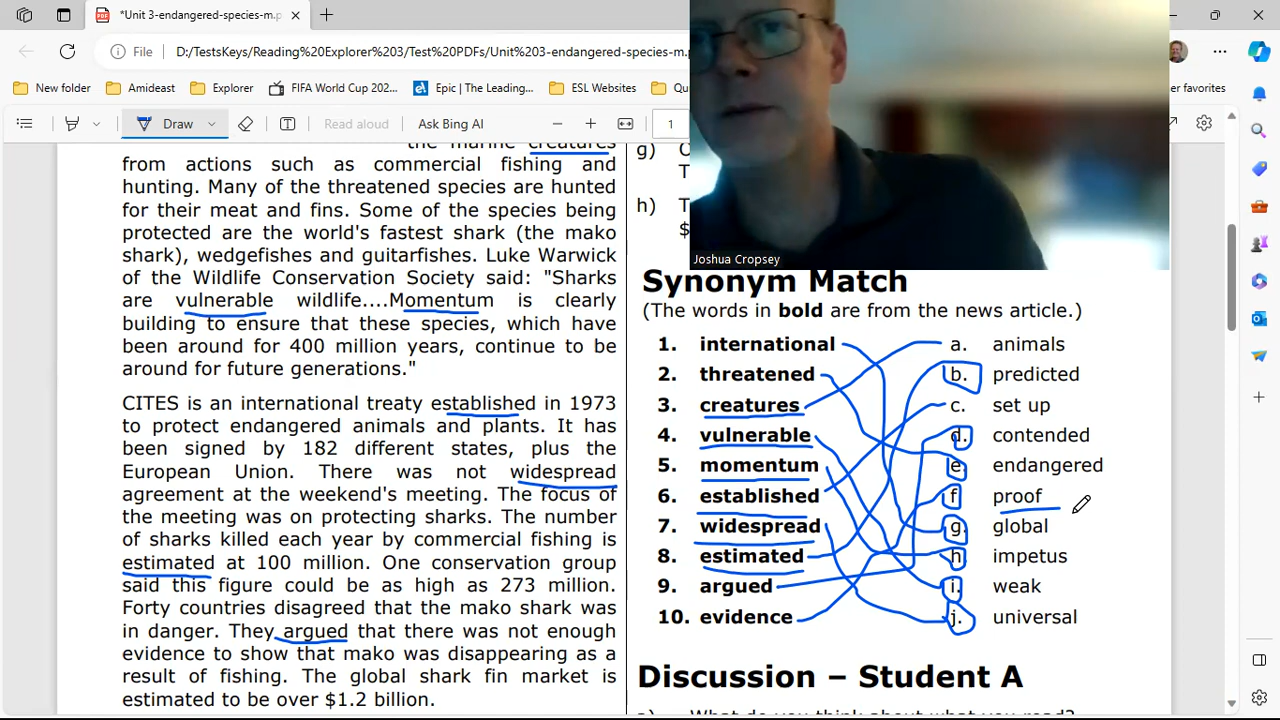 *Unit 3-endangered-species-m.p
File
D:/TestsKeys/Reading%20Explorer%203/Test%20PDFs/Unit%203-endangered-species-m.
New folder
Amideast
Explorer
FIFA World Cup 202...
Epic | The Leading...
ESL Websites
Qu
her favorites
Draw
Read aloud
Ask Bing AI
1
the marine creatures
from actions such as commercial fishing and
hunting. Many of the threatened species are hunted
for their meat and fins. Some of the species being
protected are the world's fastest shark (the mako
shark), wedgefishes and guitarfishes. Luke Warwick
of the Wildlife Conservation Society said: "Sharks
are vulnerable wildlife....Momentum is clearly
building to ensure that these species, which have
been around for 400 million years, continue to be
around for future generations."
CITES is an international treaty established in 1973
to protect endangered animals and plants. It has
been signed by 182 different states, plus the
European Union. There was not widespread
agreement at the weekend's meeting. The focus of
the meeting was on protecting sharks. The number
of sharks killed each year by commercial fishing is
estimated at 100 million. One conservation group
said this figure could be as high as 273 million.
Forty countries disagreed that the mako shark was
in danger. They argued that there was not enough
evidence to show that mako was disappearing as a
result of fishing. The global shark fin market is
estimated to be over $1.2 billion.
g) C
T
h) T
$
Joshua Cropsey
Synonym Match
(The words in bold are from the news article.)
1. international a. animals
2. threatened b. predicted
3. creatures c. set up
4. vulnerable d. contended
5. momentum e. endangered
6. established f proof
7. widespread g. global
8. estimated h impetus
9. argued i. weak
10. evidence j. universal
Discussion – Student A
a) What do you think about what you read?